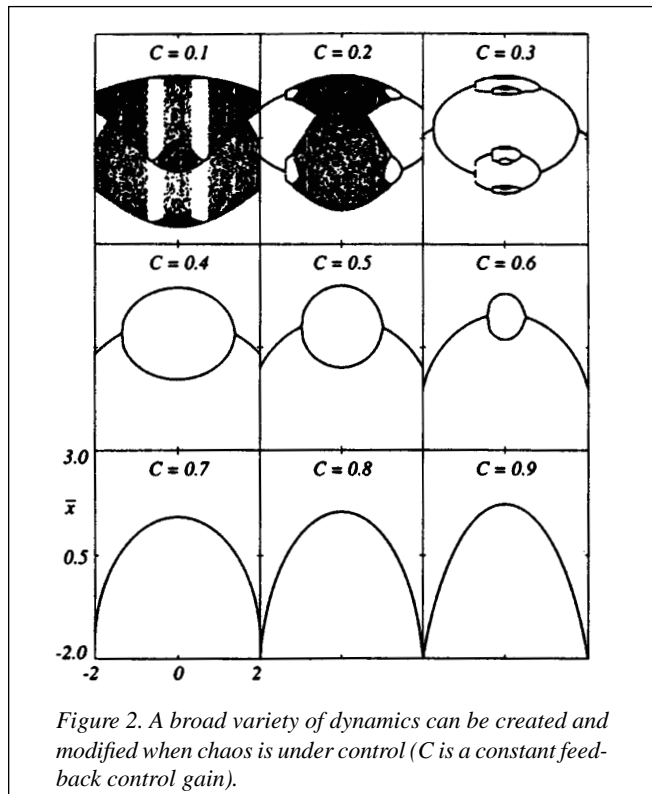 C = 0.1
C = 0.2
C = 0.3
C = 0.4
C = 0.5
C = 0.6
3.0
C = 0.7
C = 0.8
C = 0.9
x̄
0.5
-2.0
-2
0
2
Figure 2. A broad variety of dynamics can be created and
modified when chaos is under control (C is a constant feed-
back control gain).